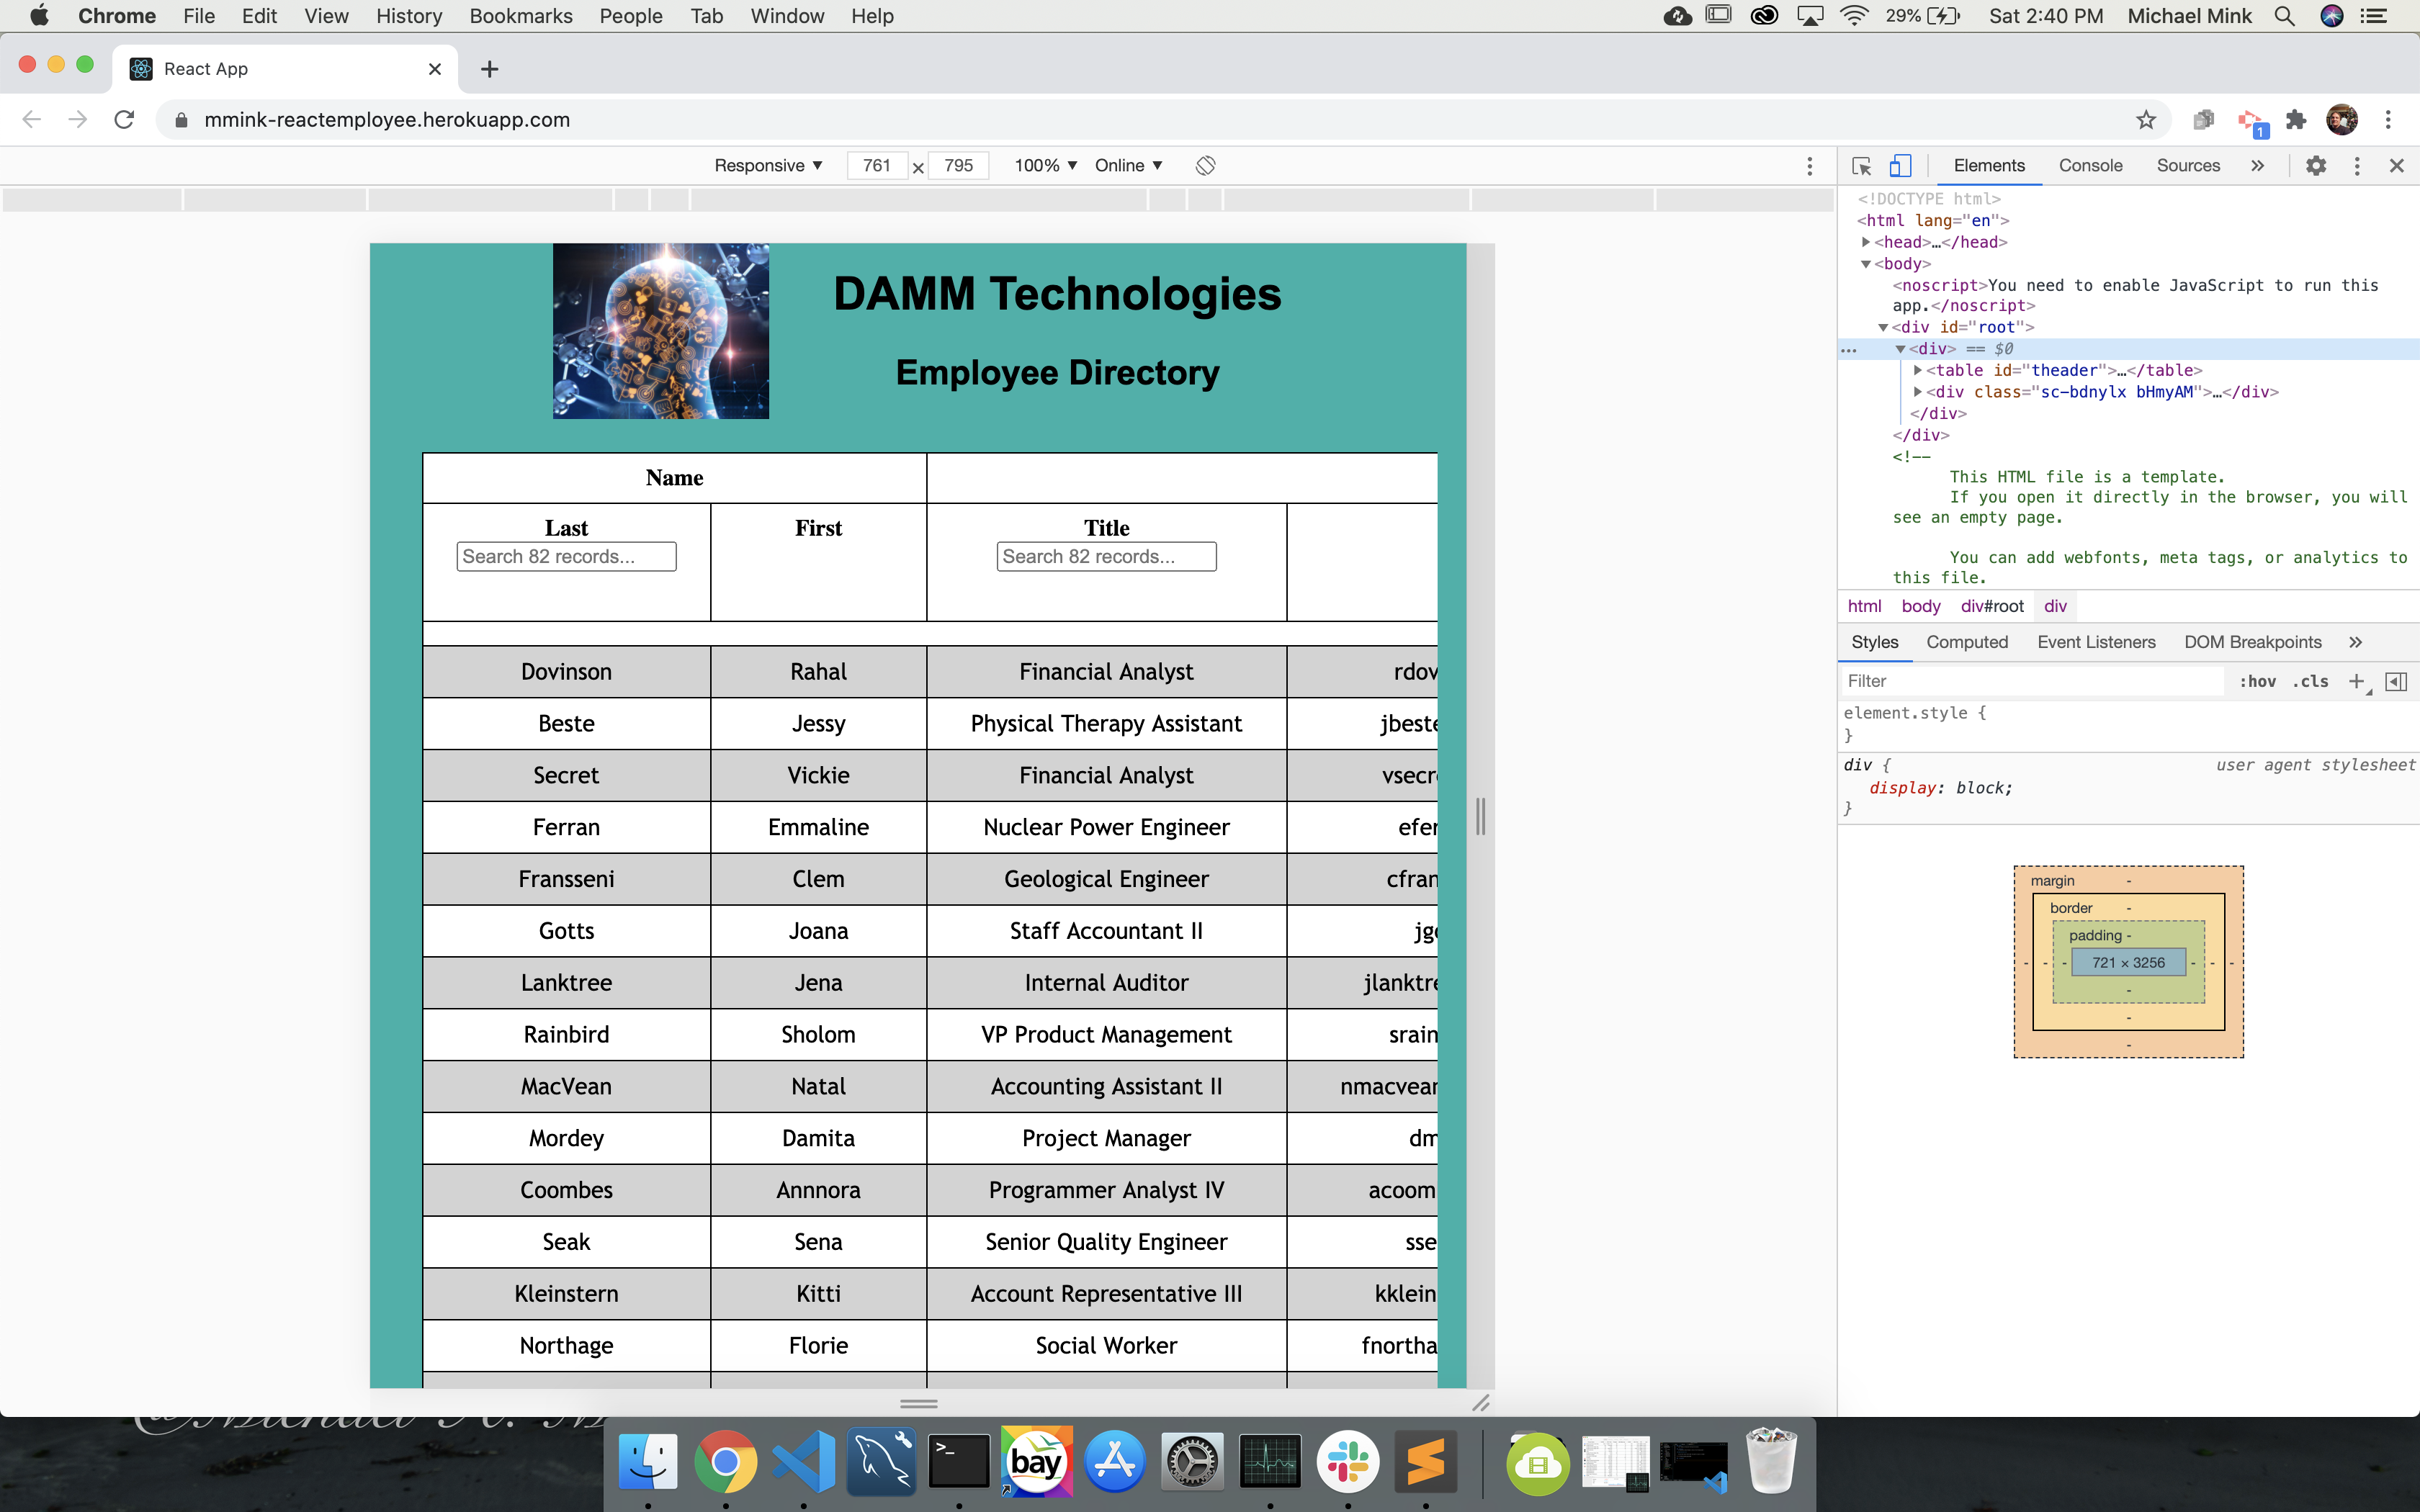 Chrome File Edit View History Bookmarks People Tab Window Help 29% Sat 2:40 PM Michael Mink
React App
mmink-reactemployee.herokuapp.com
1
Responsive ▼ 761 × 795 100% ▼ Online ▼
Elements Console Sources »
DAMM Technologies
Employee Directory
Name
Last First Title
Search 82 records... Search 82 records...
Dovinson Rahal Financial Analyst rdov
Beste Jessy Physical Therapy Assistant jbeste
Secret Vickie Financial Analyst vsecr
Ferran Emmaline Nuclear Power Engineer efer
Fransseni Clem Geological Engineer cfran
Gotts Joana Staff Accountant II jg
Lanktree Jena Internal Auditor jlanktre
Rainbird Sholom VP Product Management srain
MacVean Natal Accounting Assistant II nmacvear
Mordey Damita Project Manager dm
Coombes Annnora Programmer Analyst IV acoom
Seak Sena Senior Quality Engineer sse
Kleinstern Kitti Account Representative III kklein
Northage Florie Social Worker fnortha
<!DOCTYPE html>
<html lang="en">
▶<head>…</head>
▼<body>
<noscript>You need to enable JavaScript to run this
app.</noscript>
▼<div id="root">
… ▼<div> == $0
▶<table id="theader">…</table>
▶<div class="sc-bdnylx bHmyAM">…</div>
</div>
</div>
<!--
This HTML file is a template.
If you open it directly in the browser, you will
see an empty page.
You can add webfonts, meta tags, or analytics to
this file.
html body div#root div
Styles Computed Event Listeners DOM Breakpoints »
Filter :hov .cls +
element.style {
}
div { user agent stylesheet
display: block;
}
margin -
border -
padding -
- - - 721 × 3256 - - -
-
-
-
bay